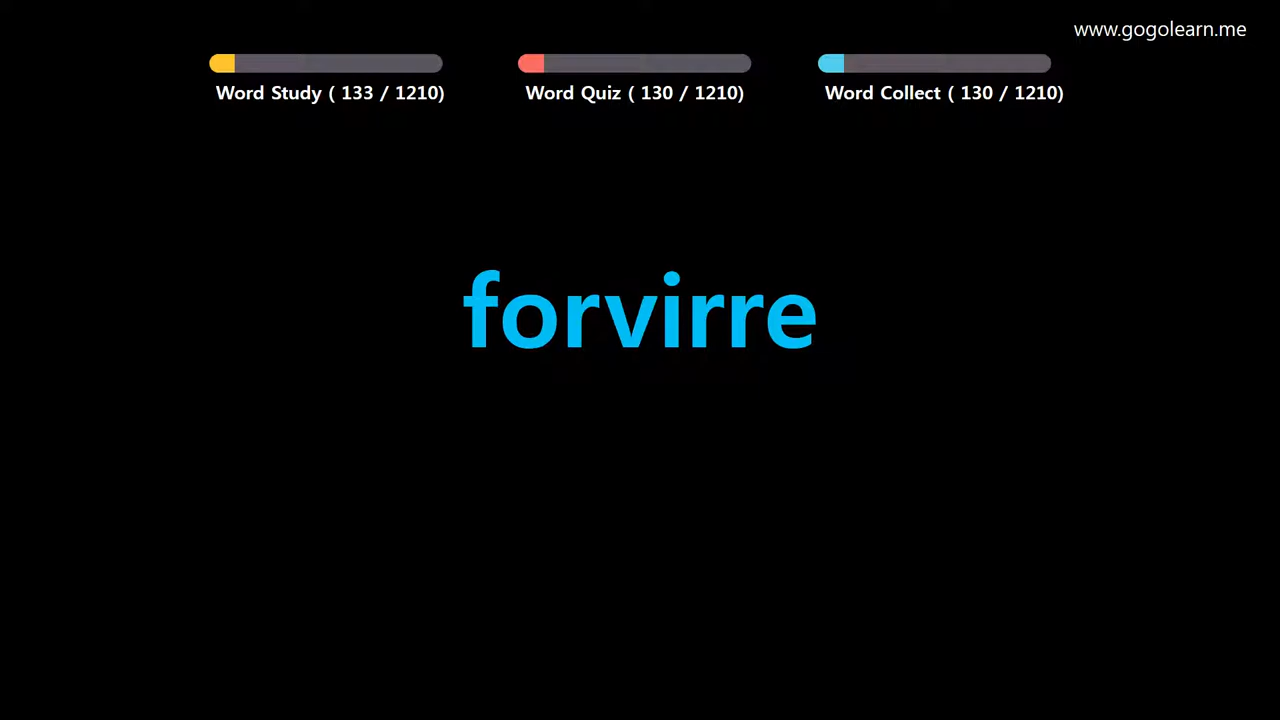 www.gogolearn.me
Word Study ( 133 / 1210)
Word Quiz ( 130 / 1210)
Word Collect ( 130 / 1210)
forvirre